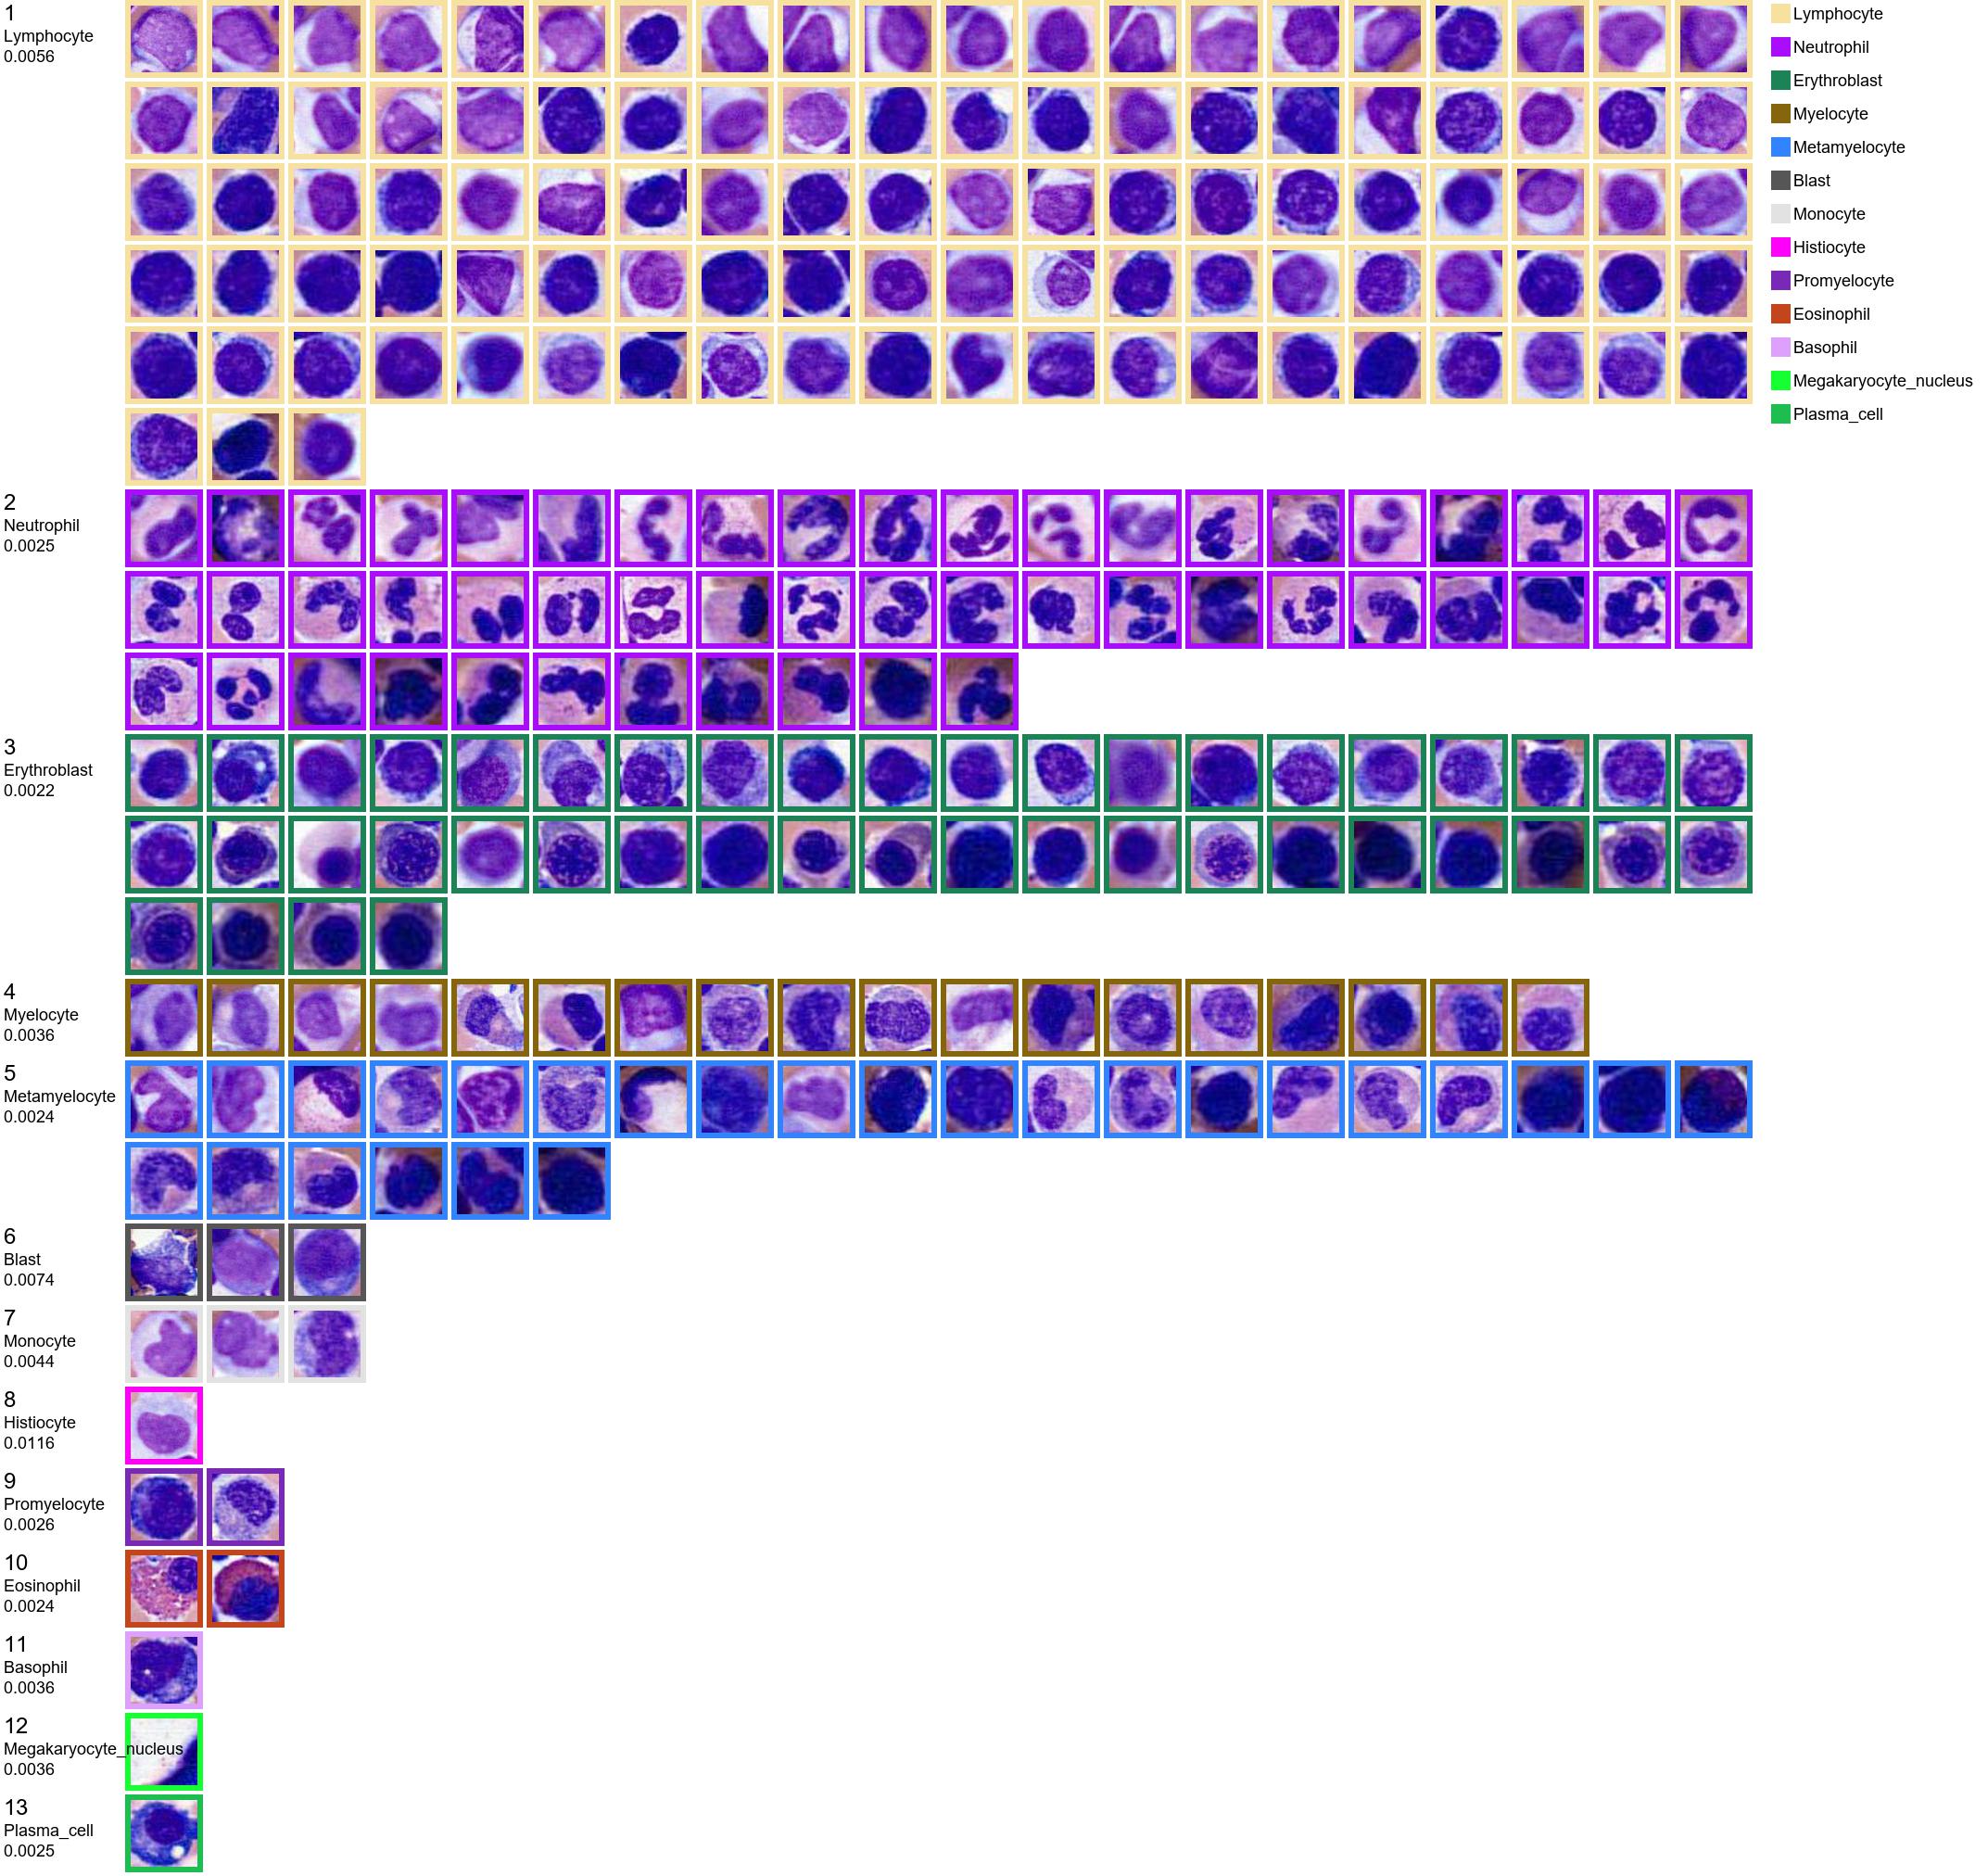 1
Lymphocyte
0.0056
2
Neutrophil
0.0025
3
Erythroblast
0.0022
4
Myelocyte
0.0036
5
Metamyelocyte
0.0024
6
Blast
0.0074
7
Monocyte
0.0044
8
Histiocyte
0.0116
9
Promyelocyte
0.0026
10
Eosinophil
0.0024
11
Basophil
0.0036
12
Megakaryocyte_nucleus
0.0036
13
Plasma_cell
0.0025
Lymphocyte
Neutrophil
Erythroblast
Myelocyte
Metamyelocyte
Blast
Monocyte
Histiocyte
Promyelocyte
Eosinophil
Basophil
Megakaryocyte_nucleus
Plasma_cell